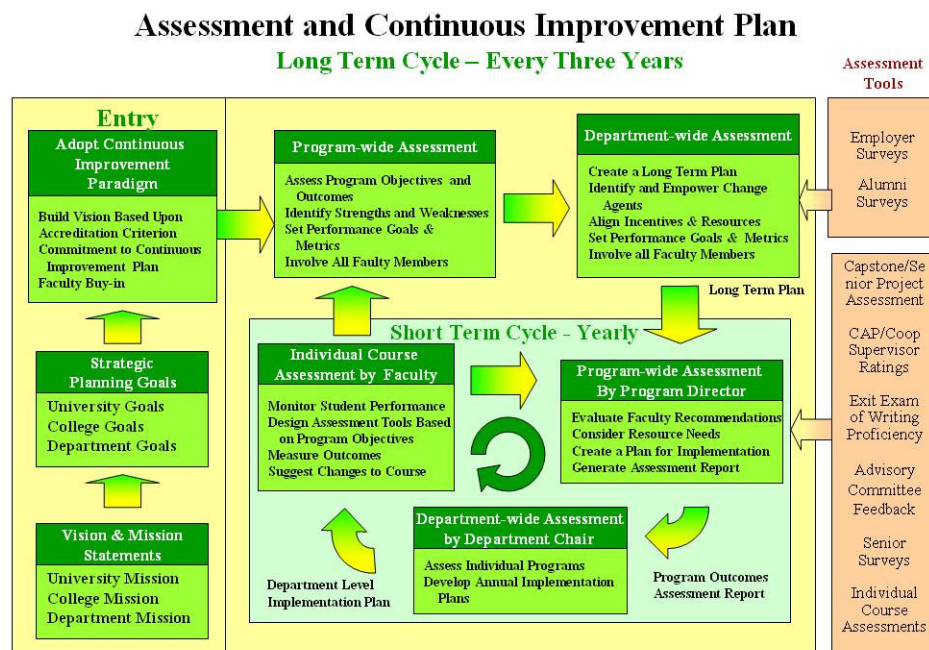 Assessment and Continuous Improvement Plan
Long Term Cycle – Every Three Years
Entry
Adopt Continuous
Improvement
Paradigm
Build Vision Based Upon
Accreditation Criterion
Commitment to Continuous
Improvement Plan
Faculty Buy-in
Strategic
Planning Goals
University Goals
College Goals
Department Goals
Vision & Mission
Statements
University Mission
College Mission
Department Mission
Program-wide Assessment
Assess Program Objectives and
Outcomes
Identify Strengths and Weaknesses
Set Performance Goals &
Metrics
Involve All Faulty Members
Department-wide Assessment
Create a Long Term Plan
Identify and Empower Change
Agents
Align Incentives & Resources
Set Performance Goals & Metrics
Involve all Faculty Members
Long Term Plan
Short Term Cycle - Yearly
Individual Course
Assessment by Faculty
Monitor Student Performance
Design Assessment Tools Based
on Program Objectives
Measure Outcomes
Suggest Changes to Course
Program-wide Assessment
By Program Director
Evaluate Faculty Recommendations
Consider Resource Needs
Create a Plan for Implementation
Generate Assessment Report
Department-wide Assessment
by Department Chair
Assess Individual Programs
Develop Annual Implementation
Plans
Department Level
Implementation Plan
Program Outcomes
Assessment Report
Assessment
Tools
Employer
Surveys
Alumni
Surveys
Capstone/Se
nior Project
Assessment
CAP/Coop
Supervisor
Ratings
Exit Exam
of Writing
Proficiency
Advisory
Committee
Feedback
Senior
Surveys
Individual
Course
Assessments